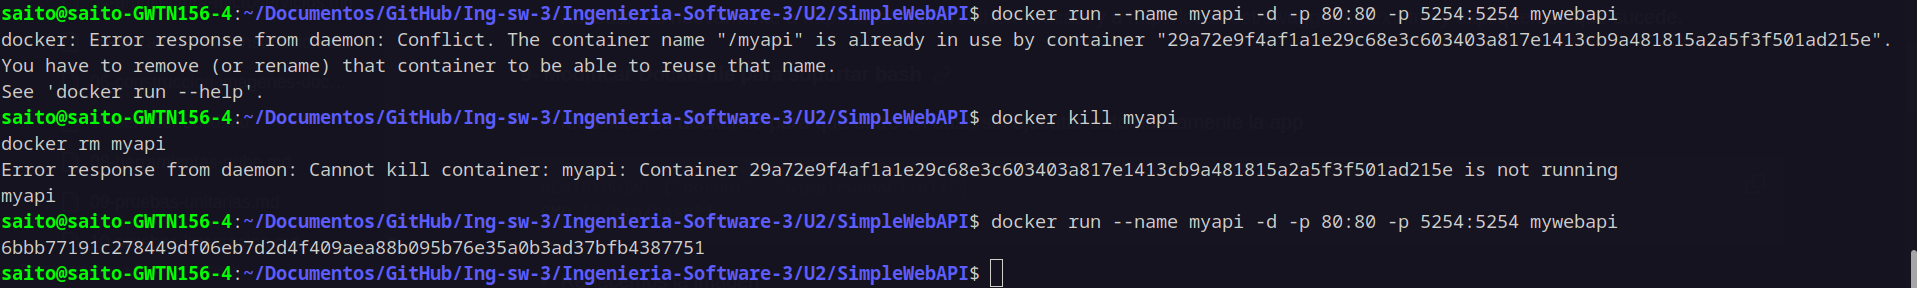 saito@saito-GWTN156-4:~/Documentos/GitHub/Ing-sw-3/Ingenieria-Software-3/U2/SimpleWebAPI$ docker run --name myapi -d -p 80:80 -p 5254:5254 mywebapi
docker: Error response from daemon: Conflict. The container name "/myapi" is already in use by container "29a72e9f4af1a1e29c68e3c603403a817e1413cb9a481815a2a5f3f501ad215e".
You have to remove (or rename) that container to be able to reuse that name.
See 'docker run --help'.
saito@saito-GWTN156-4:~/Documentos/GitHub/Ing-sw-3/Ingenieria-Software-3/U2/SimpleWebAPI$ docker kill myapi
docker rm myapi
Error response from daemon: Cannot kill container: myapi: Container 29a72e9f4af1a1e29c68e3c603403a817e1413cb9a481815a2a5f3f501ad215e is not running
myapi
saito@saito-GWTN156-4:~/Documentos/GitHub/Ing-sw-3/Ingenieria-Software-3/U2/SimpleWebAPI$ docker run --name myapi -d -p 80:80 -p 5254:5254 mywebapi
6bbb77191c278449df06eb7d2d4f409aea88b095b76e35a0b3ad37bfb4387751
saito@saito-GWTN156-4:~/Documentos/GitHub/Ing-sw-3/Ingenieria-Software-3/U2/SimpleWebAPI$